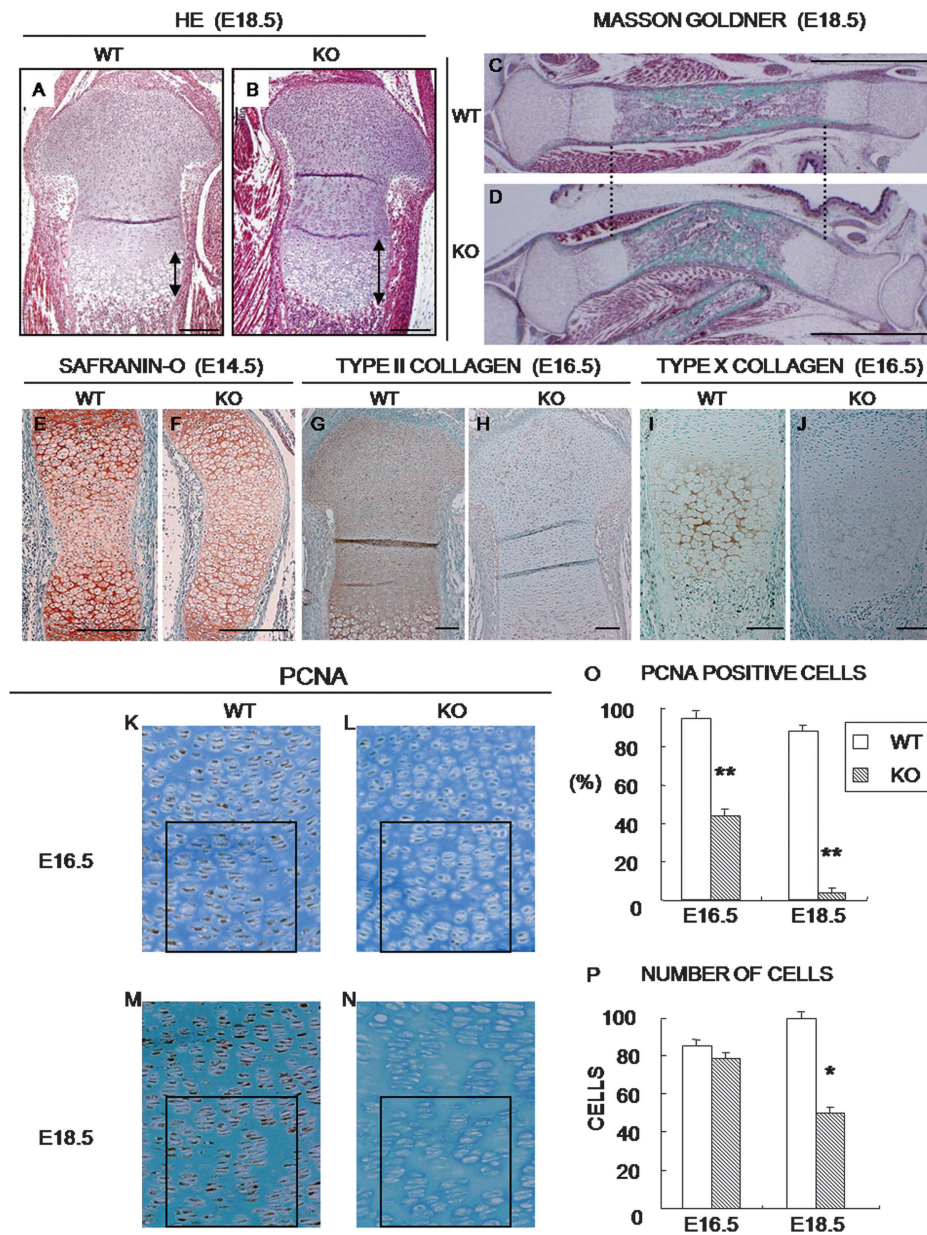 HE (E18.5)
MASSON GOLDNER (E18.5)
WT
KO
A
B
C
WT
D
KO
SAFRANIN-O (E14.5)
TYPE II COLLAGEN (E16.5)
TYPE X COLLAGEN (E16.5)
WT
KO
WT
KO
WT
KO
E
F
G
H
I
J
PCNA
WT
KO
K
L
E16.5
M
N
E18.5
O PCNA POSITIVE CELLS
100
80
(%)
60
40
20
0
**
**
WT
KO
E16.5
E18.5
P NUMBER OF CELLS
100
80
60
40
20
0
CELLS
*
E16.5
E18.5